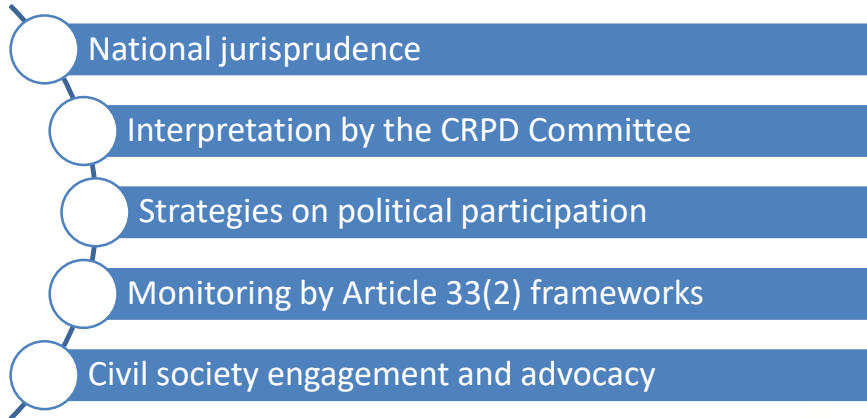 National jurisprudence
Interpretation by the CRPD Committee
Strategies on political participation
Monitoring by Article 33(2) frameworks
Civil society engagement and advocacy